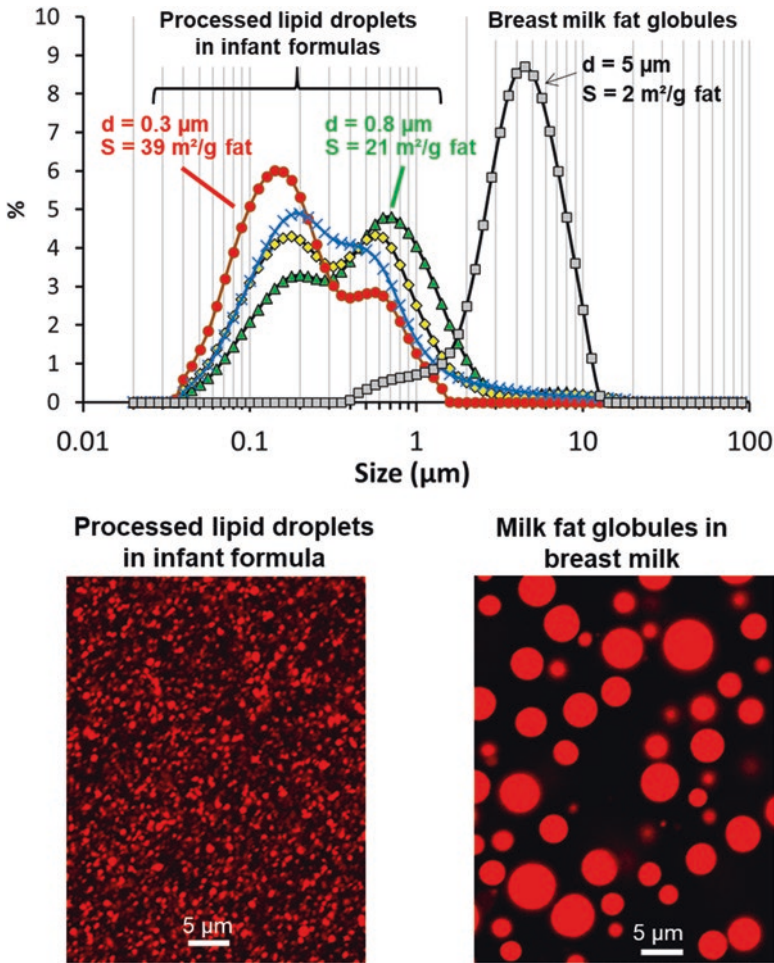 Processed lipid droplets
in infant formulas
Breast milk fat globules
d = 5 µm
S = 2 m²/g fat
d = 0.3 µm
S = 39 m²/g fat
d = 0.8 µm
S = 21 m²/g fat
%
10
9
8
7
6
5
4
3
2
1
0
0.01
0.1
1
10
100
Size (µm)
Processed lipid droplets
in infant formula
Milk fat globules in
breast milk
5 µm
5 µm